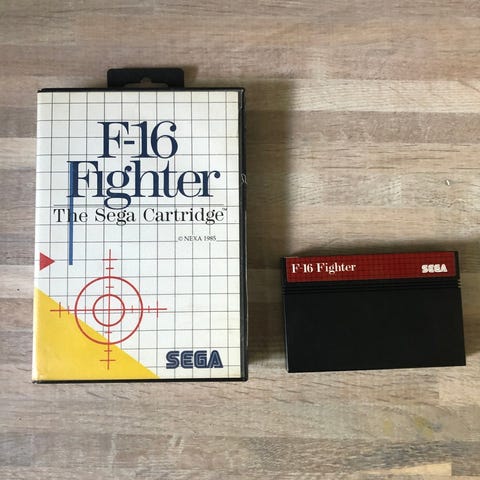 F-16
Fighter
The Sega Cartridge™
© NEXA 1985
SEGA
F-16 Fighter
SEGA